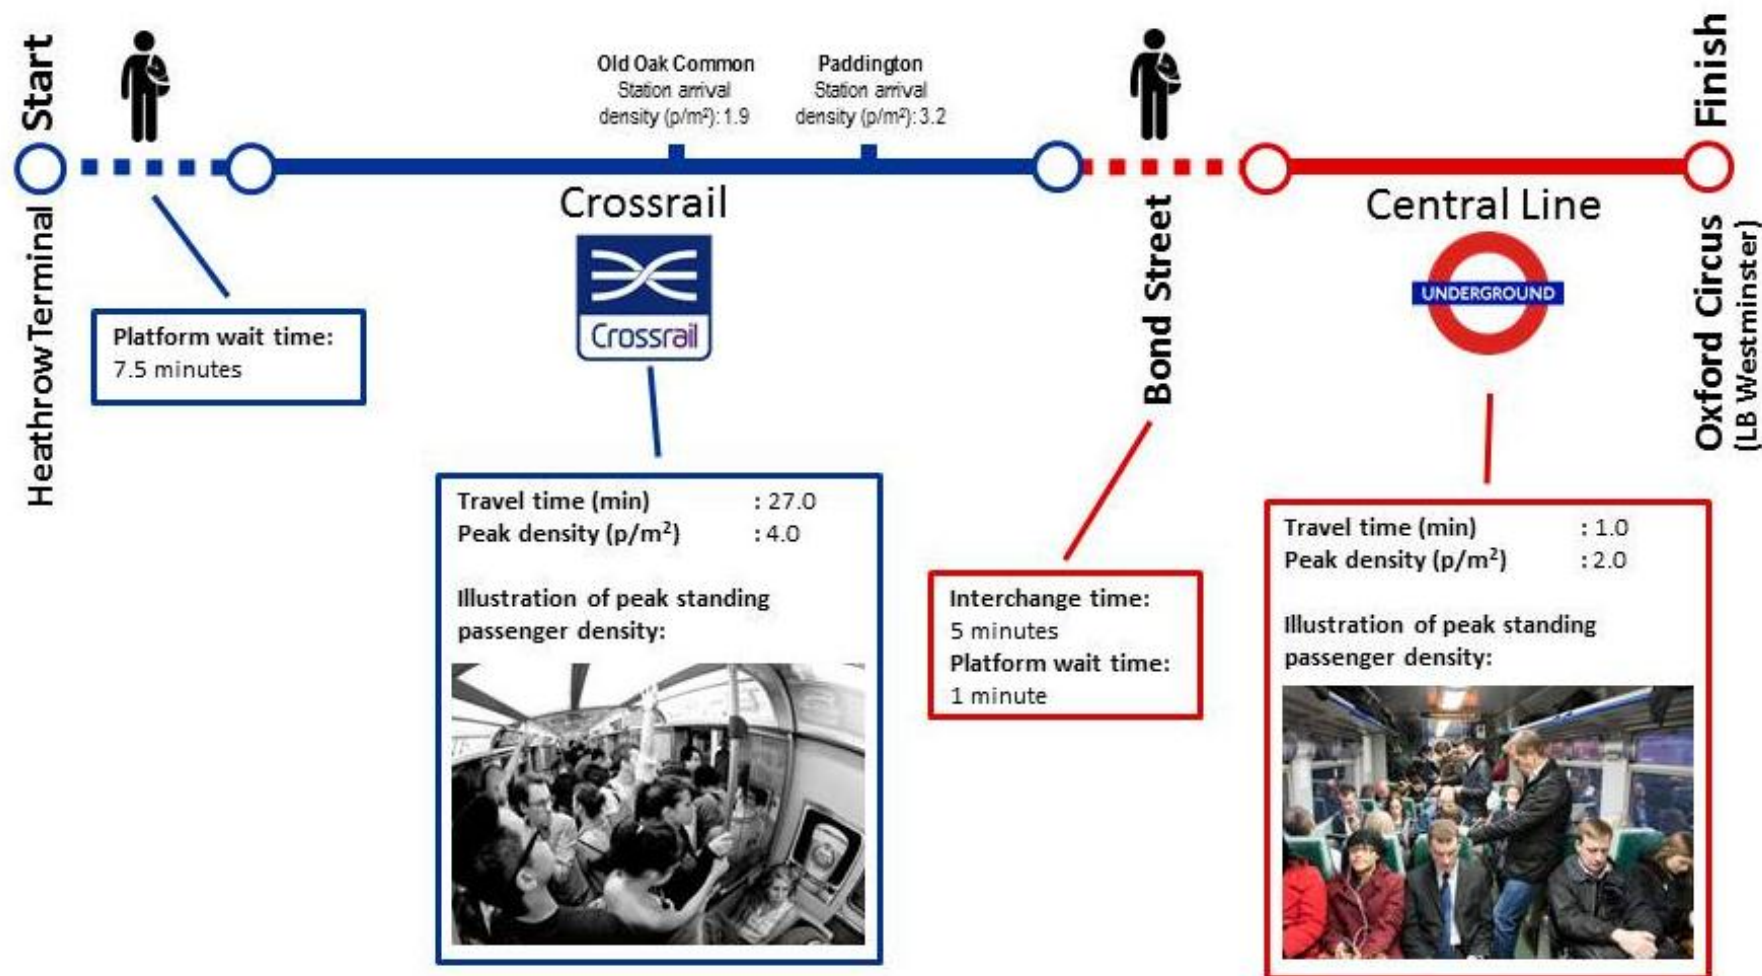 Start
Heathrow Terminal
Old Oak Common
Station arrival
density (p/m²): 1.9
Paddington
Station arrival
density (p/m²): 3.2
Finish
Oxford Circus
(LB Westminster)
Crossrail
Crossrail
Bond Street
Central Line
UNDERGROUND
Platform wait time:
7.5 minutes
Travel time (min) : 27.0
Peak density (p/m²) : 4.0
Illustration of peak standing
passenger density:
Interchange time:
5 minutes
Platform wait time:
1 minute
Travel time (min) : 1.0
Peak density (p/m²) : 2.0
Illustration of peak standing
passenger density: